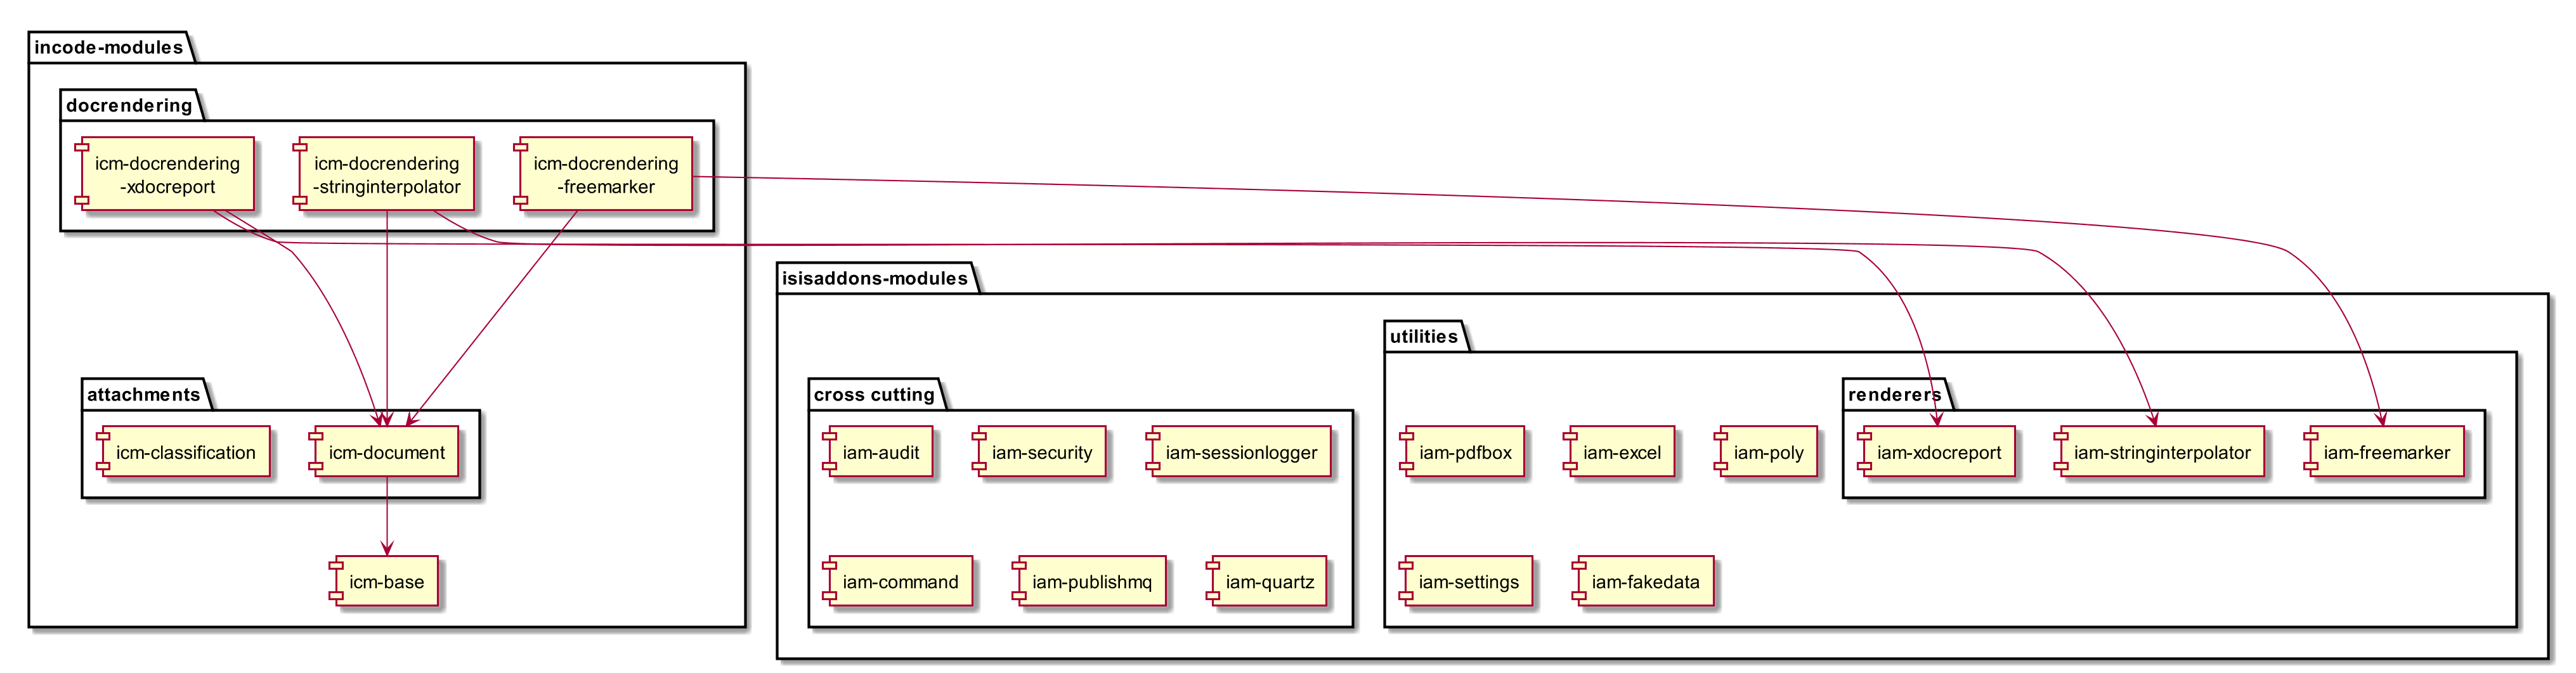 incode-modules
docrendering
icm-docrendering
-xdocreport
icm-docrendering
-stringinterpolator
icm-docrendering
-freemarker
attachments
icm-classification
icm-document
icm-base
isisaddons-modules
cross cutting
iam-audit
iam-security
iam-sessionlogger
iam-command
iam-publishmq
iam-quartz
utilities
iam-pdfbox
iam-excel
iam-poly
renderers
iam-xdocreport
iam-stringinterpolator
iam-freemarker
iam-settings
iam-fakedata